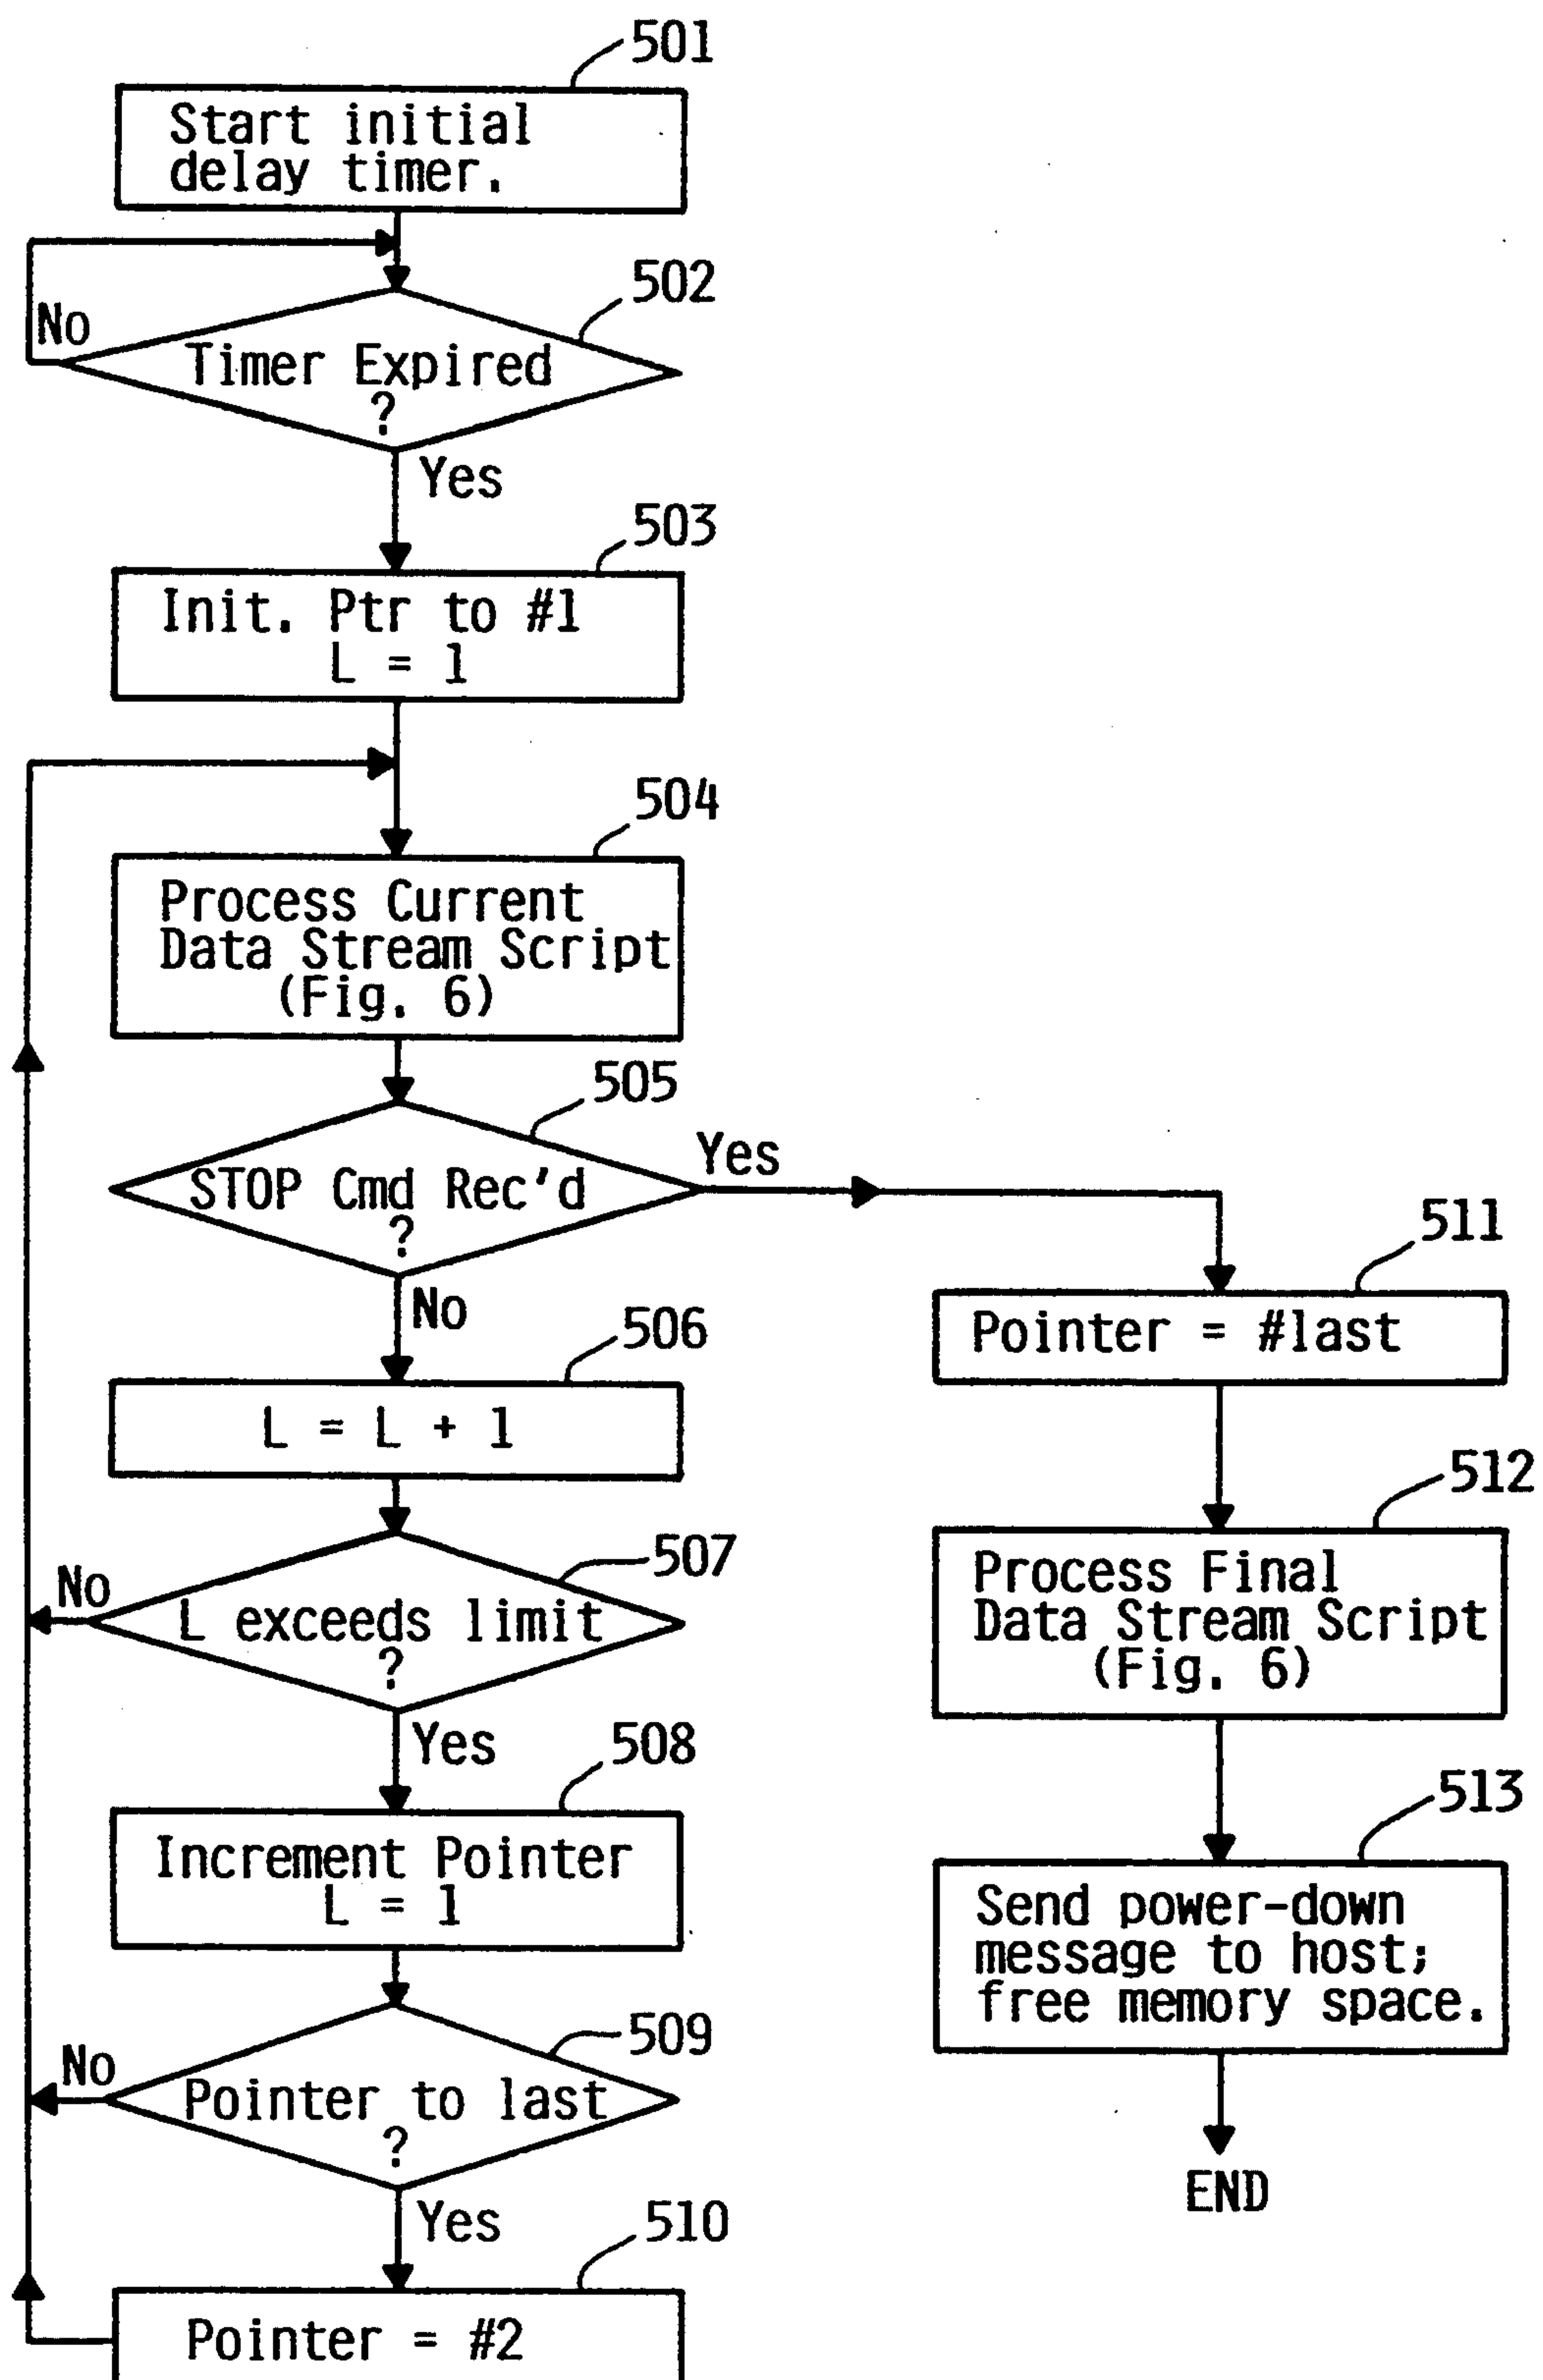 501
Start initial
delay timer.
502
No
Timer Expired
?
Yes
503
Init. Ptr to #1
L = 1
504
Process Current
Data Stream Script
(Fig. 6)
505
STOP Cmd Rec'd
?
Yes
No
506
L = L + 1
507
No
L exceeds limit
?
Yes
508
Increment Pointer
L = 1
509
No
Pointer to last
?
Yes
510
Pointer = #2
511
Pointer = #last
512
Process Final
Data Stream Script
(Fig. 6)
513
Send power-down
message to host;
free memory space.
END